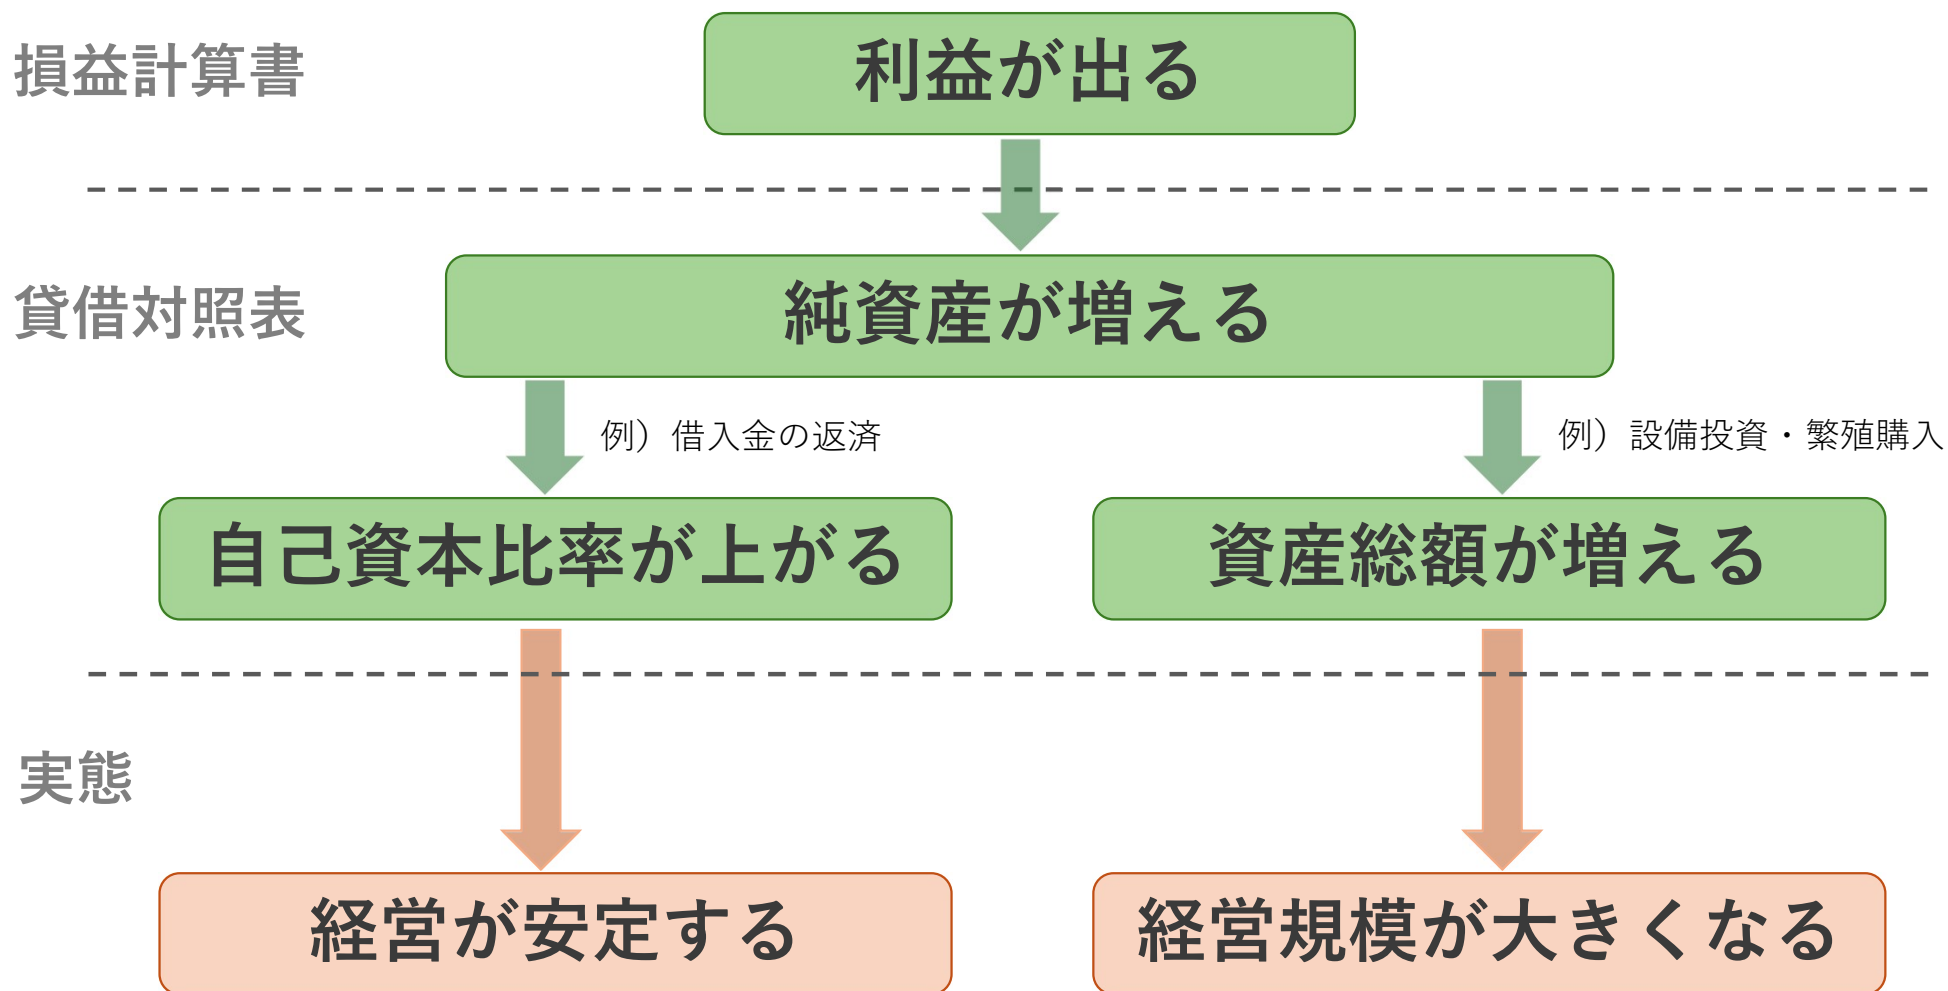 損益計算書
利益が出る
貸借対照表
純資産が増える
例）借入金の返済
例）設備投資・繁殖購入
自己資本比率が上がる
資産総額が増える
実態
経営が安定する
経営規模が大きくなる